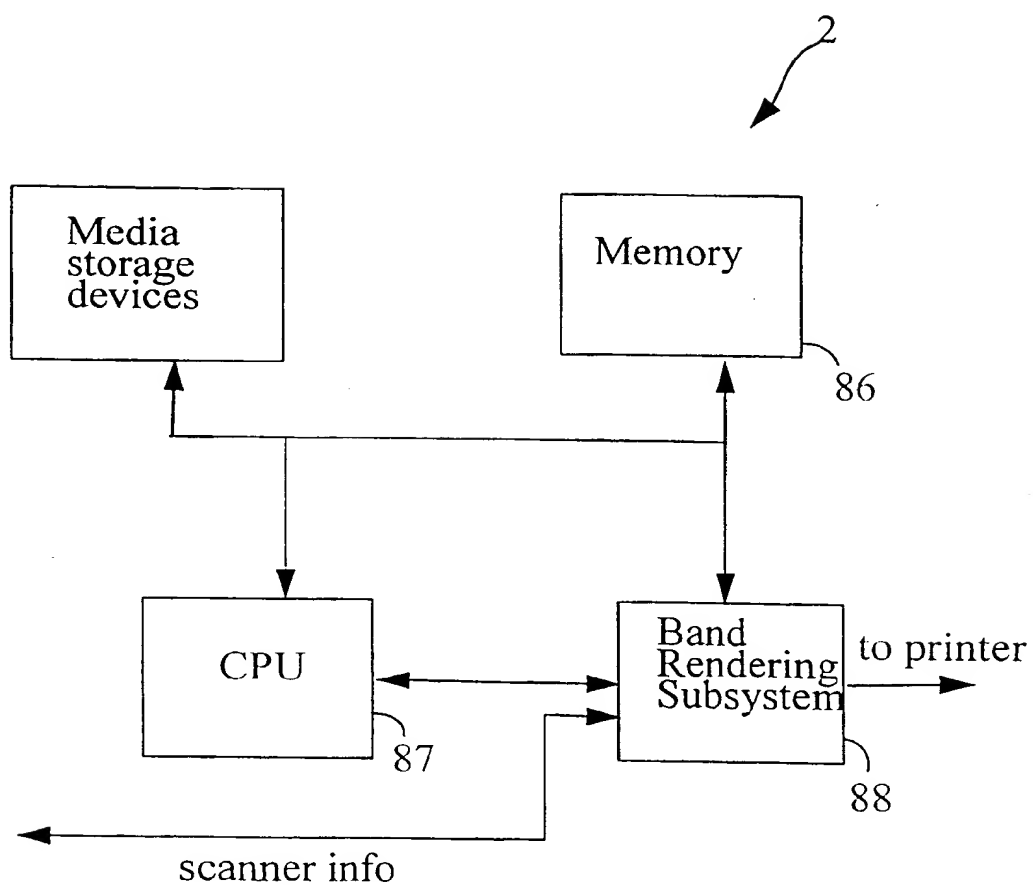 2
Media
storage
devices
Memory
86
CPU
87
Band
Rendering
Subsystem
88
to printer
scanner info